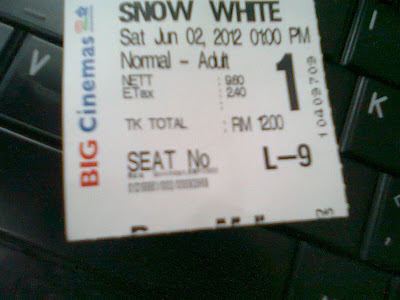 SNOW WHITE
Sat Jun 02, 2012 01:00 PM
Normal - Adult
NETT : 9.60
ETax : 2.40
1
TK TOTAL : RM 12.00
SEAT No L-9
BIG Cinemas
10409709
V
K